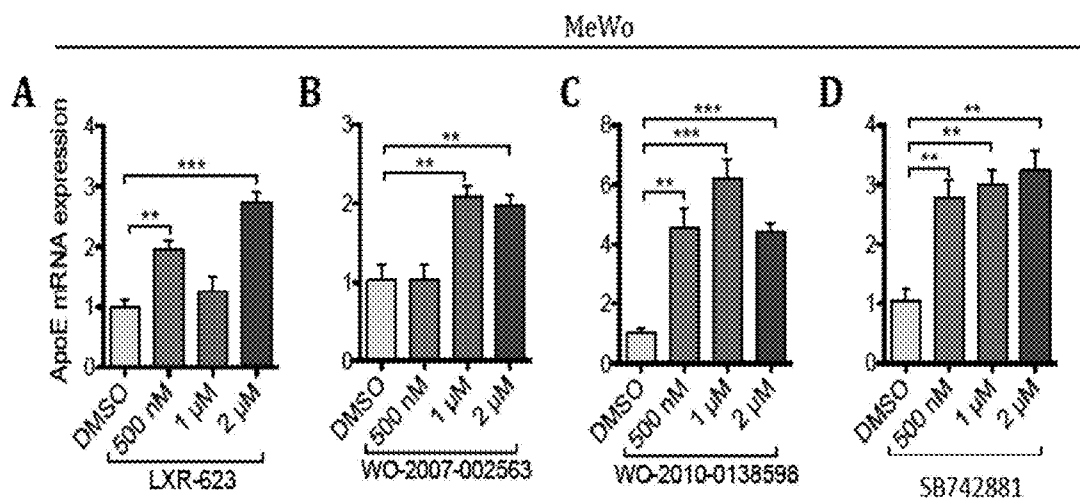 MeWo
A
ApoE mRNA expression
4
3
2
1
0
**
***
DMSO
500 nM
1 µM
2 µM
LXR-623
B
3
2
1
0
**
**
DMSO
500 nM
1 µM
2 µM
WO-2007-002563
C
8
6
4
2
0
***
***
**
DMSO
500 nM
1 µM
2 µM
WO-2010-0138598
D
4
3
2
1
0
**
**
**
DMSO
500 nM
1 µM
2 µM
SB742881